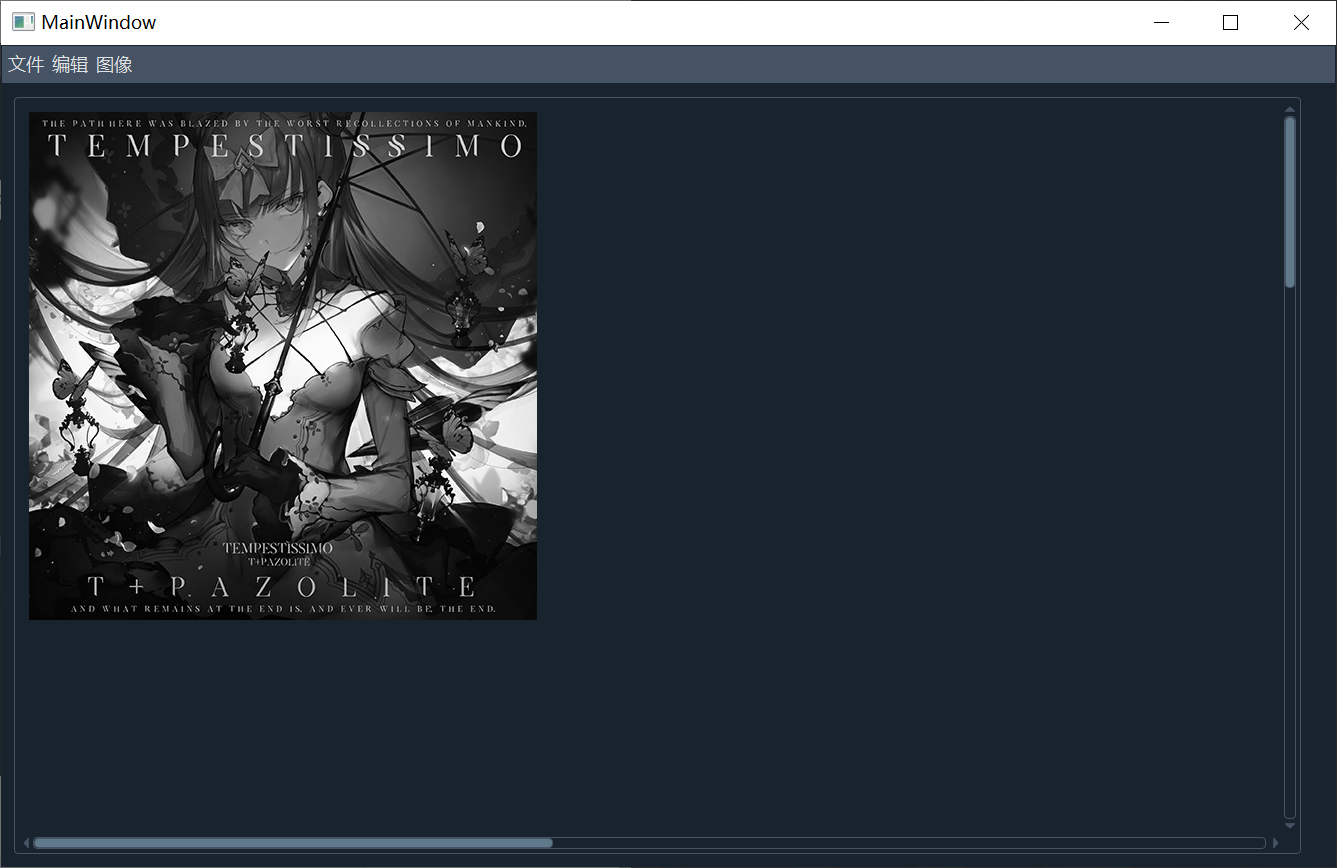 MainWindow
文件 编辑 图像
THE PATH HERE WAS BLAZED BY THE WORST RECOLLECTIONS OF MANKIND.
TEMPESTISSIMO
TEMPESTISSIMO
T+PAZOLITE
T+PAZOLITE
AND WHAT REMAINS AT THE END IS, AND EVER WILL BE, THE END.